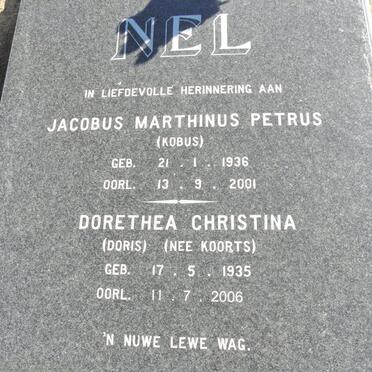 NEL
IN LIEFDEVOLLE HERINNERING AAN
JACOBUS MARTHINUS PETRUS
(KOBUS)
GEB. 21 . 1 . 1936
OORL. 13 . 9 . 2001
DORETHEA CHRISTINA
(DORIS) (NEE KOORTS)
GEB. 17 . 5 . 1935
OORL. 11 . 7 . 2006
'N NUWE LEWE WAG.